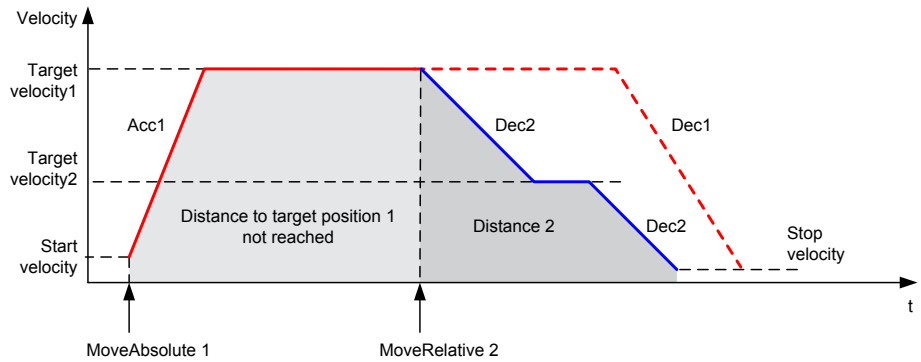 Velocity
Target
velocity1
Acc1
Dec2
Dec1
Target
velocity2
Distance to target position 1
not reached
Distance 2
Dec2
Start
velocity
Stop
velocity
t
MoveAbsolute 1
MoveRelative 2